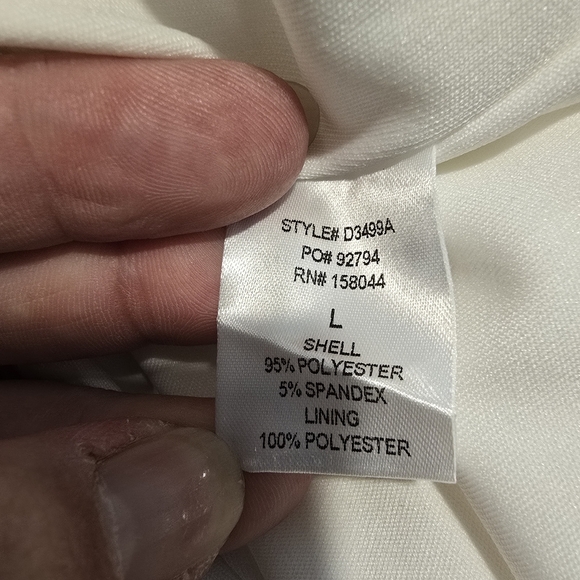 STYLE# D3499A
PO# 92794
RN# 158044
L
SHELL
95% POLYESTER
5% SPANDEX
LINING
100% POLYESTER